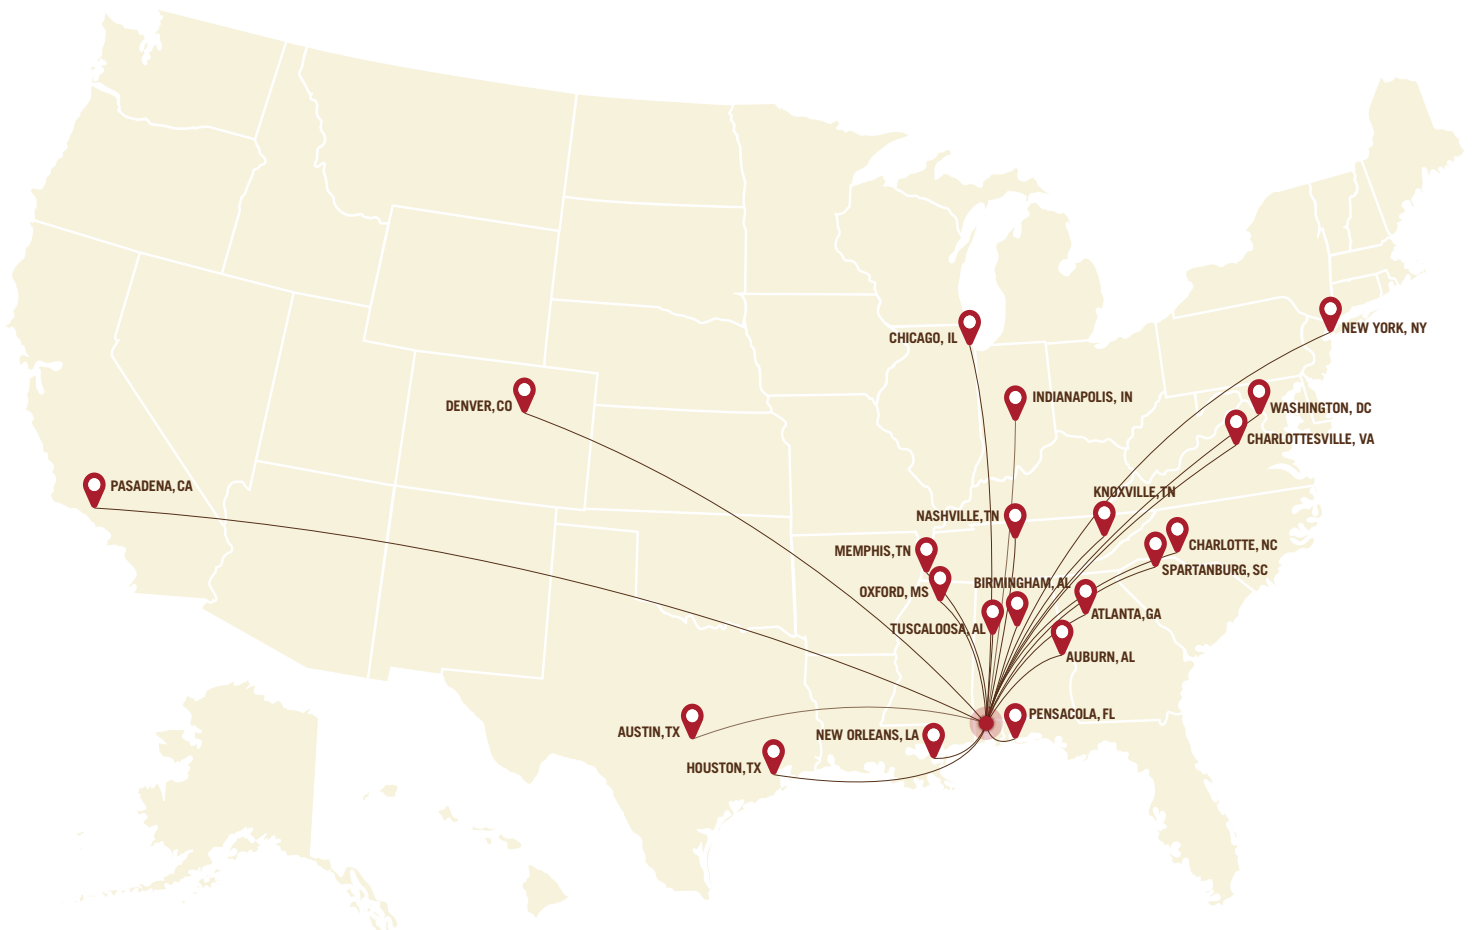 NEW YORK, NY
CHICAGO, IL
INDIANAPOLIS, IN
DENVER, CO
WASHINGTON, DC
CHARLOTTESVILLE, VA
PASADENA, CA
KNOXVILLE, TN
NASHVILLE, TN
CHARLOTTE, NC
MEMPHIS, TN
SPARTANBURG, SC
BIRMINGHAM, AL
OXFORD, MS
ATLANTA, GA
TUSCALOOSA, AL
AUBURN, AL
PENSACOLA, FL
AUSTIN, TX
NEW ORLEANS, LA
HOUSTON, TX